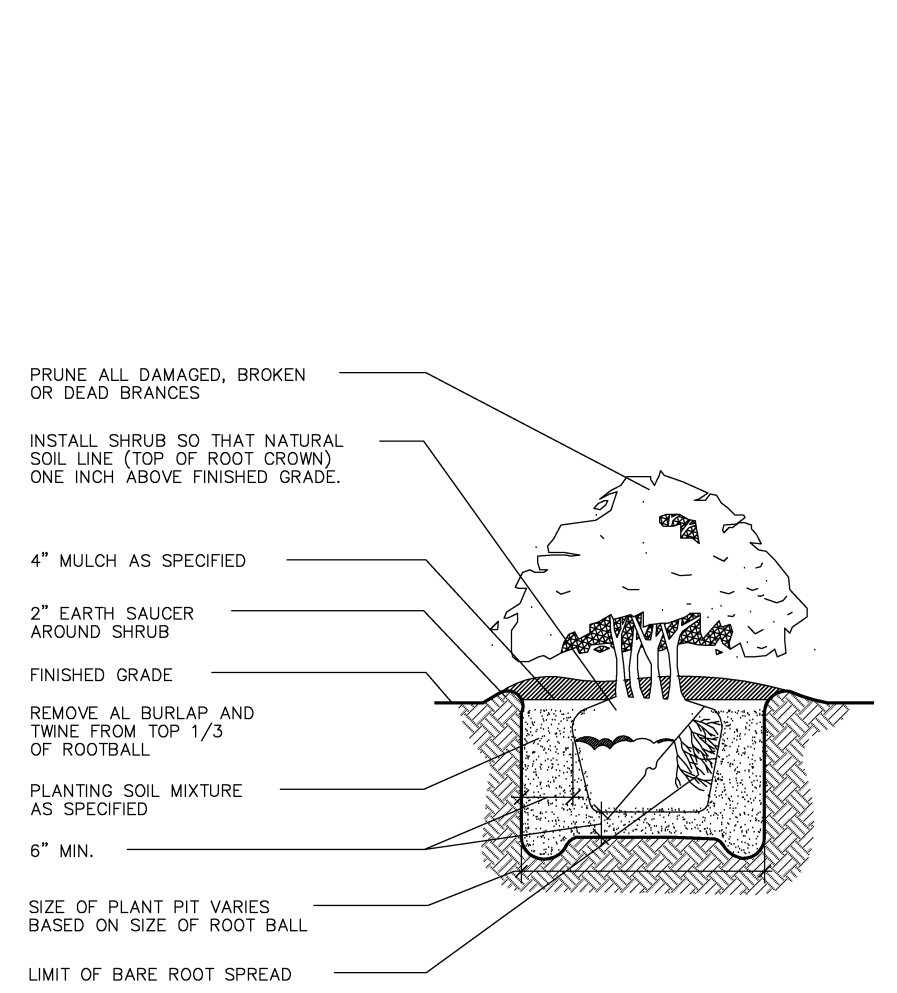 PRUNE ALL DAMAGED, BROKEN
OR DEAD BRANCES
INSTALL SHRUB SO THAT NATURAL
SOIL LINE (TOP OF ROOT CROWN)
ONE INCH ABOVE FINISHED GRADE.
4” MULCH AS SPECIFIED
2” EARTH SAUCER
AROUND SHRUB
FINISHED GRADE
REMOVE AL BURLAP AND
TWINE FROM TOP 1/3
OF ROOTBALL
PLANTING SOIL MIXTURE
AS SPECIFIED
6” MIN.
SIZE OF PLANT PIT VARIES
BASED ON SIZE OF ROOT BALL
LIMIT OF BARE ROOT SPREAD